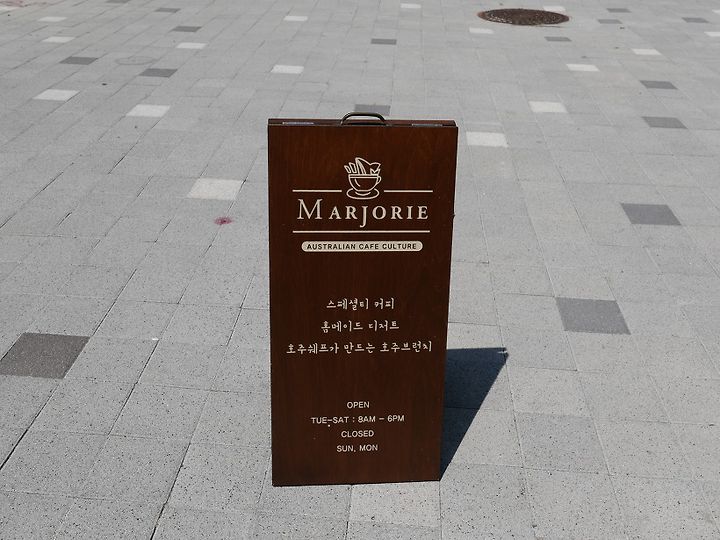 MARJORIE
AUSTRALIAN CAFE CULTURE
스페셜티 커피
홈메이드 디저트
호주쉐프가 만드는 호주브런치
OPEN
TUE-SAT : 8AM - 6PM
CLOSED
SUN, MON